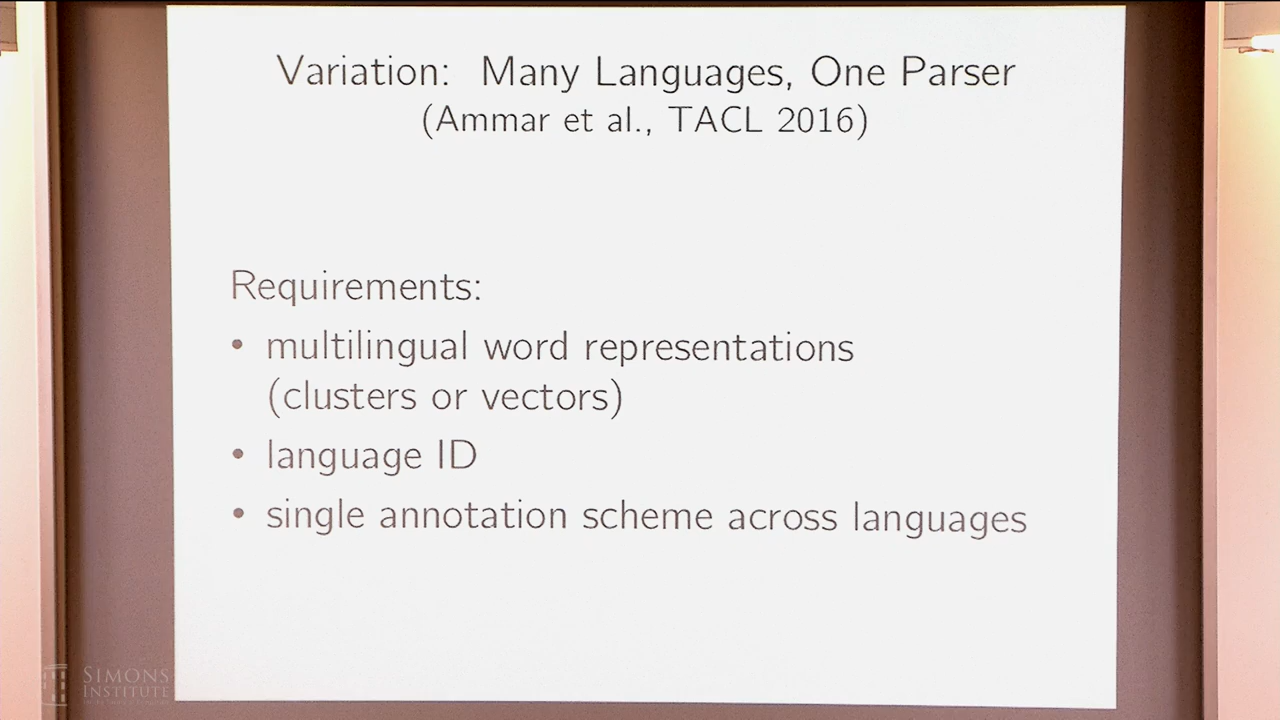 Variation: Many Languages, One Parser
(Ammar et al., TACL 2016)
Requirements:
• multilingual word representations
(clusters or vectors)
• language ID
• single annotation scheme across languages
SIMONS
INSTITUTE